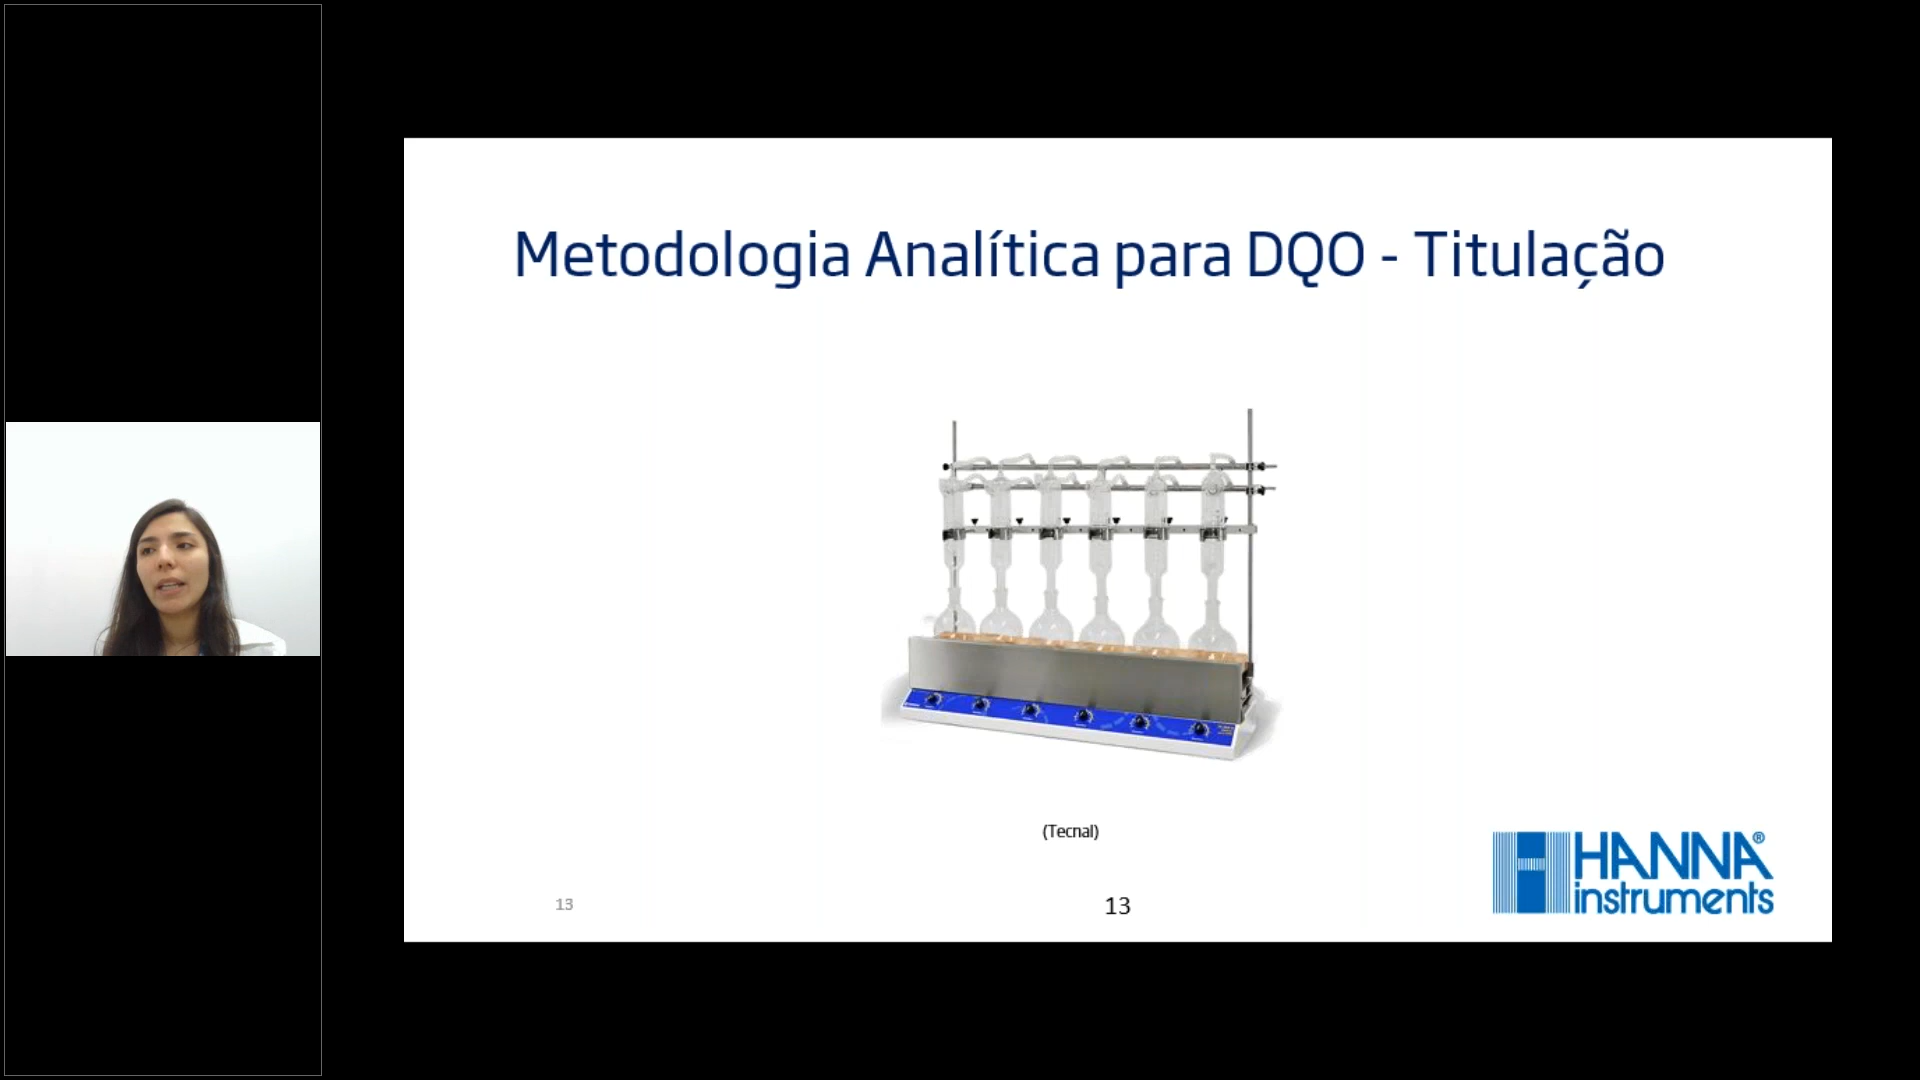 Metodologia Analítica para DQO - Titulação
(Tecnal)
13
13
HANNA®
instruments